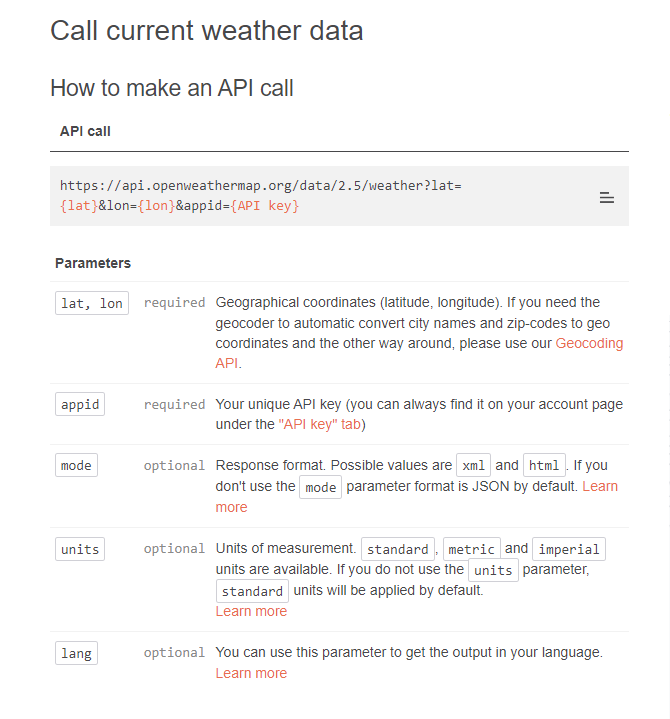 Call current weather data
How to make an API call
API call
https://api.openweathermap.org/data/2.5/weather?lat=
{lat}&lon={lon}&appid={API key}
Parameters
lat, lon required Geographical coordinates (latitude, longitude). If you need the
geocoder to automatic convert city names and zip-codes to geo
coordinates and the other way around, please use our Geocoding
API.
appid required Your unique API key (you can always find it on your account page
under the "API key" tab)
mode optional Response format. Possible values are xml and html. If you
don't use the mode parameter format is JSON by default. Learn
more
units optional Units of measurement. standard, metric and imperial
units are available. If you do not use the units parameter,
standard units will be applied by default.
Learn more
lang optional You can use this parameter to get the output in your language.
Learn more